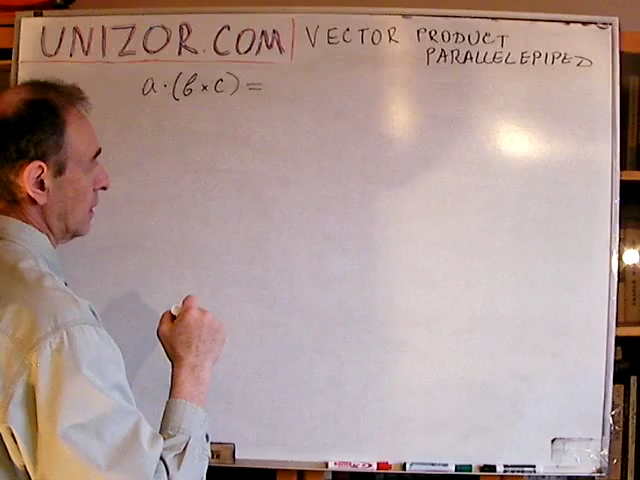 UNIZOR.COM | VECTOR PRODUCT
PARALLELEPIPED
a · (b × c) =